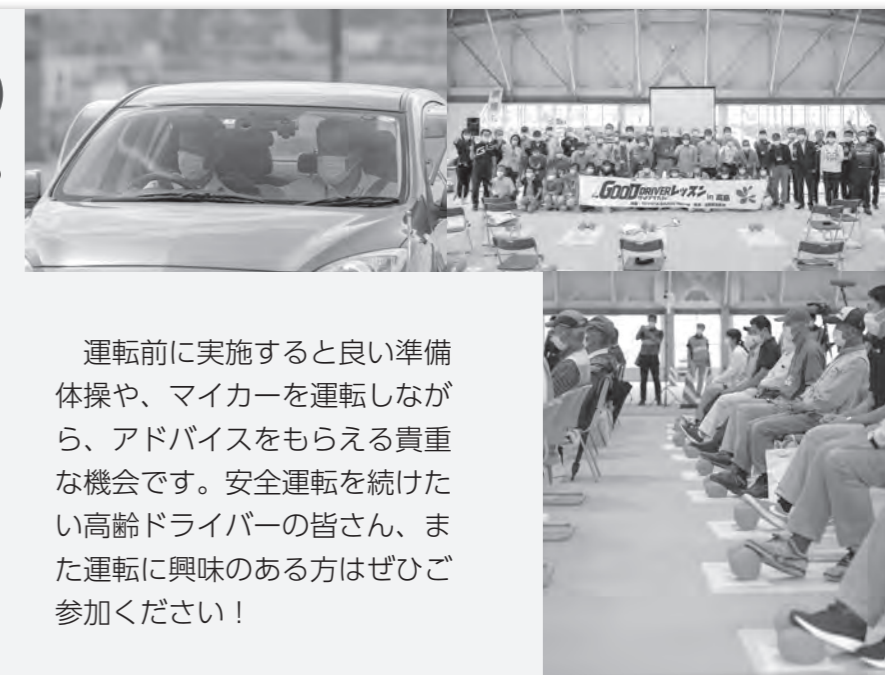 GOOD DRIVERレッスン in
運転前に実施すると良い準備
体操や、マイカーを運転しなが
ら、アドバイスをもらえる貴重
な機会です。安全運転を続けた
い高齢ドライバーの皆さん、ま
た運転に興味のある方はぜひご
参加ください！